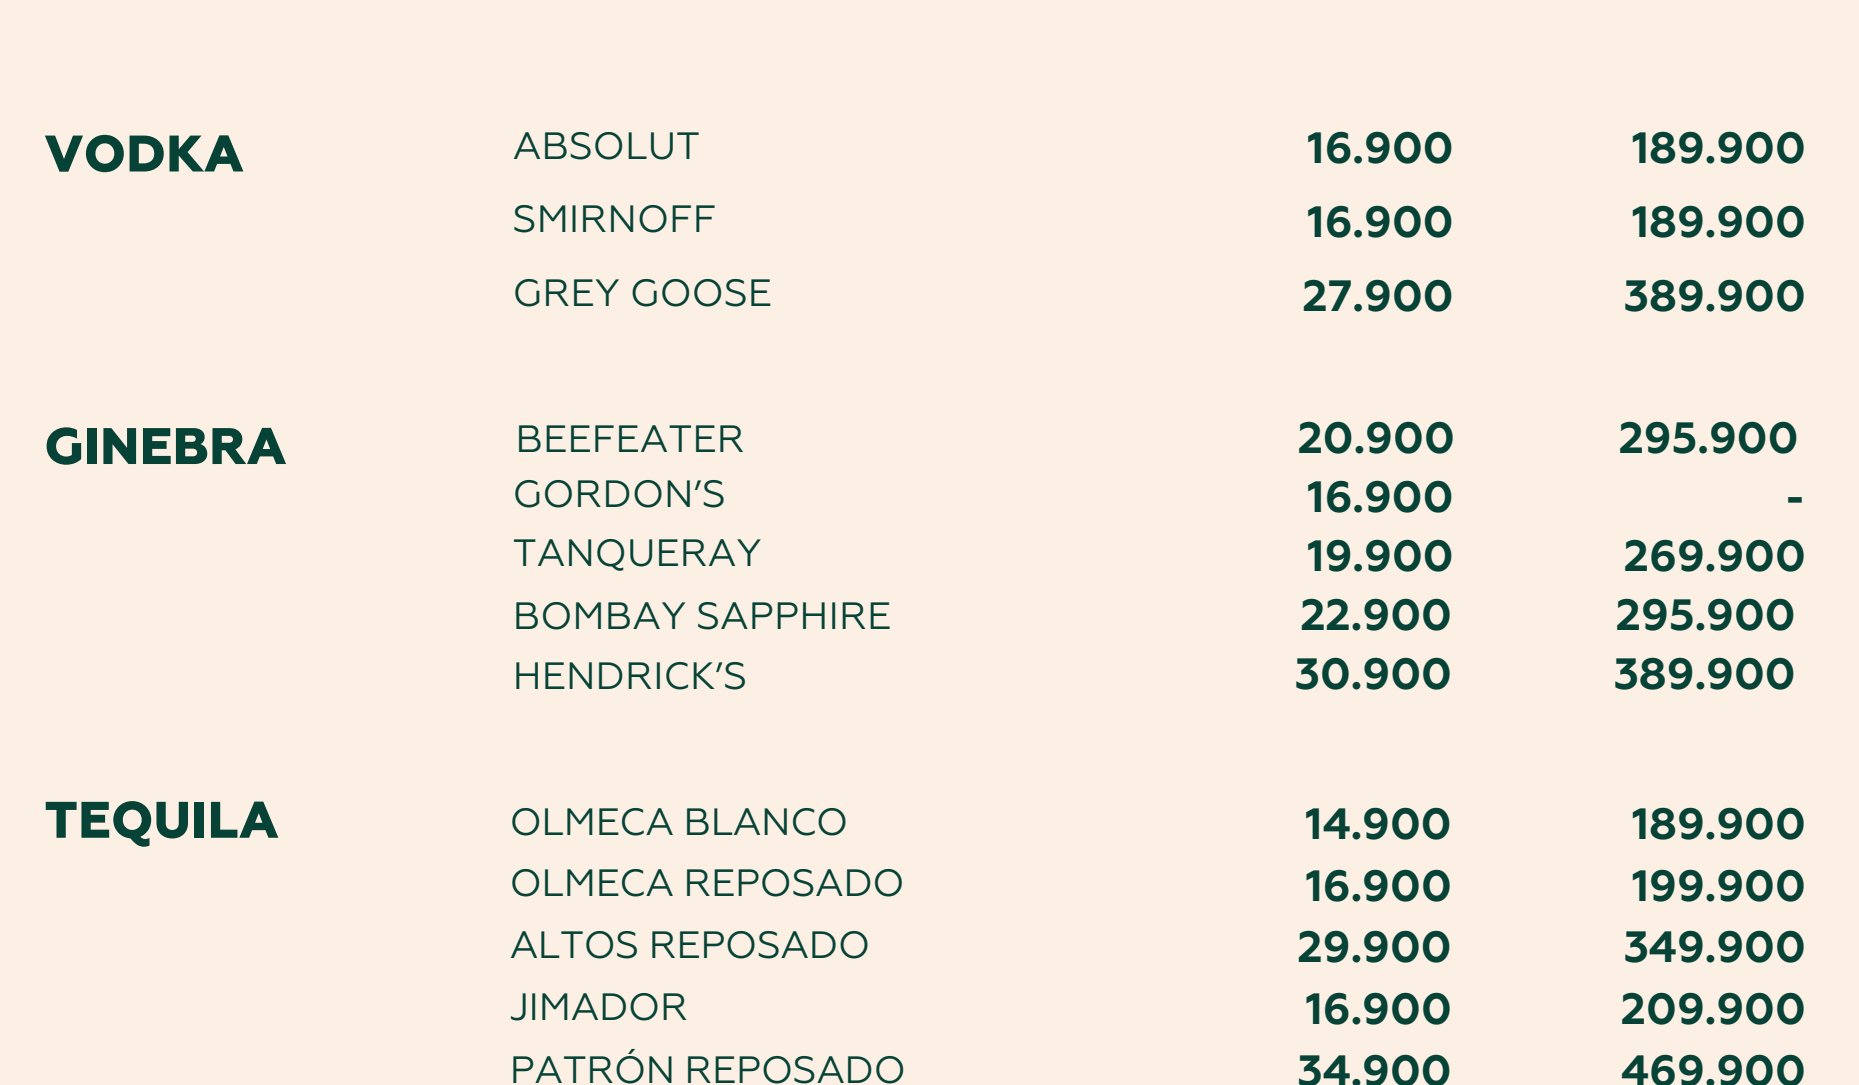 VODKA ABSOLUT 16.900 189.900
SMIRNOFF 16.900 189.900
GREY GOOSE 27.900 389.900
GINEBRA BEEFEATER 20.900 295.900
GORDON’S 16.900 -
TANQUERAY 19.900 269.900
BOMBAY SAPPHIRE 22.900 295.900
HENDRICK’S 30.900 389.900
TEQUILA OLMECA BLANCO 14.900 189.900
OLMECA REPOSADO 16.900 199.900
ALTOS REPOSADO 29.900 349.900
JIMADOR 16.900 209.900
PATRÓN REPOSADO 34.900 469.900